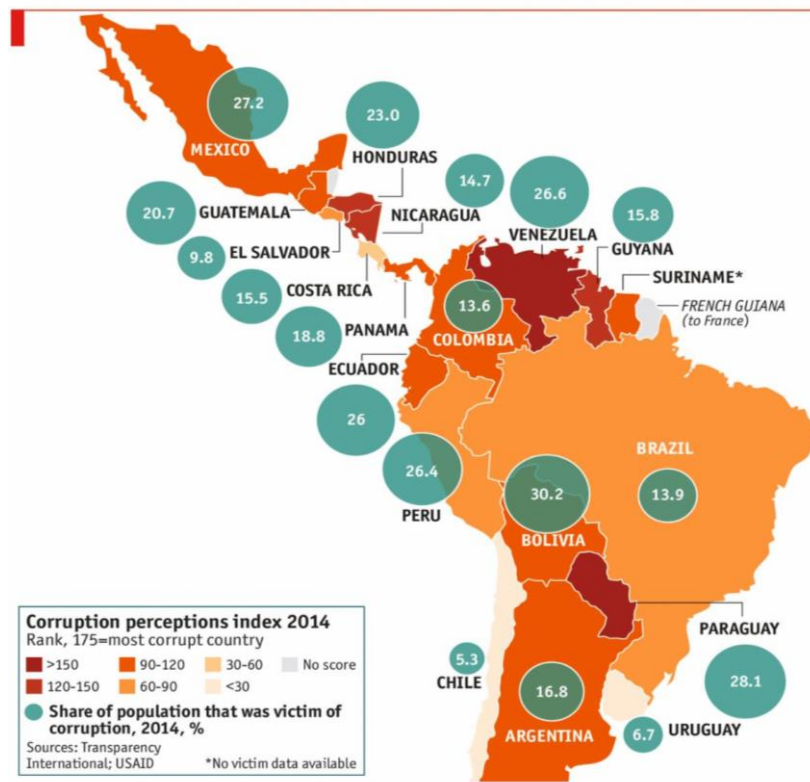 27.2
MEXICO
23.0
HONDURAS
20.7
GUATEMALA
14.7
NICARAGUA
26.6
VENEZUELA
15.8
GUYANA
9.8
EL SALVADOR
SURINAME*
15.5
COSTA RICA
FRENCH GUIANA
(to France)
18.8
PANAMA
13.6
COLOMBIA
ECUADOR
26
26.4
PERU
30.2
BOLIVIA
BRAZIL
13.9
PARAGUAY
28.1
5.3
CHILE
16.8
ARGENTINA
6.7
URUGUAY
Corruption perceptions index 2014
Rank, 175=most corrupt country
>150 90-120 30-60 No score
120-150 60-90 <30
Share of population that was victim of
corruption, 2014, %
Sources: Transparency
International; USAID *No victim data available